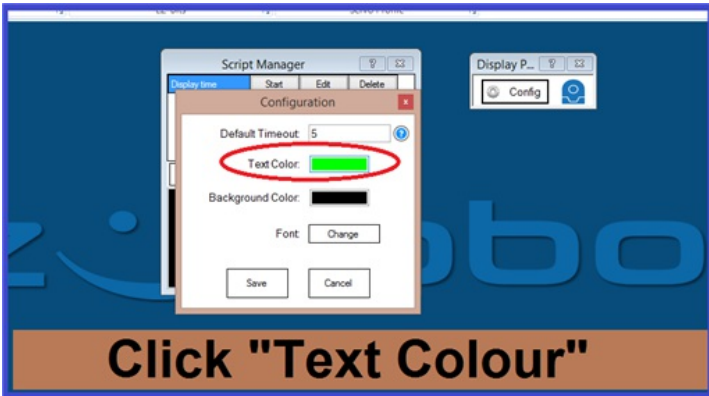 Script Manager
Display P...
Display time Start Edit Delete
Config
Configuration
Default Timeout: 5
Text Color:
Background Color:
Font: Change
Save Cancel
Click "Text Colour"